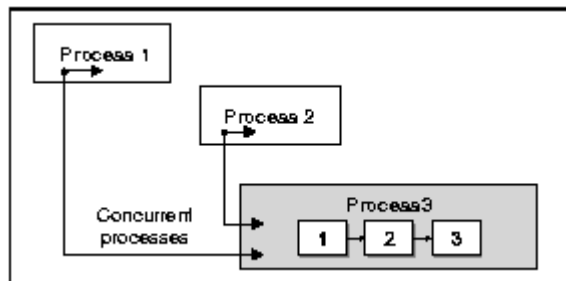 Process 1
Process 2
Process3
Concurrent
processes
1 2 3